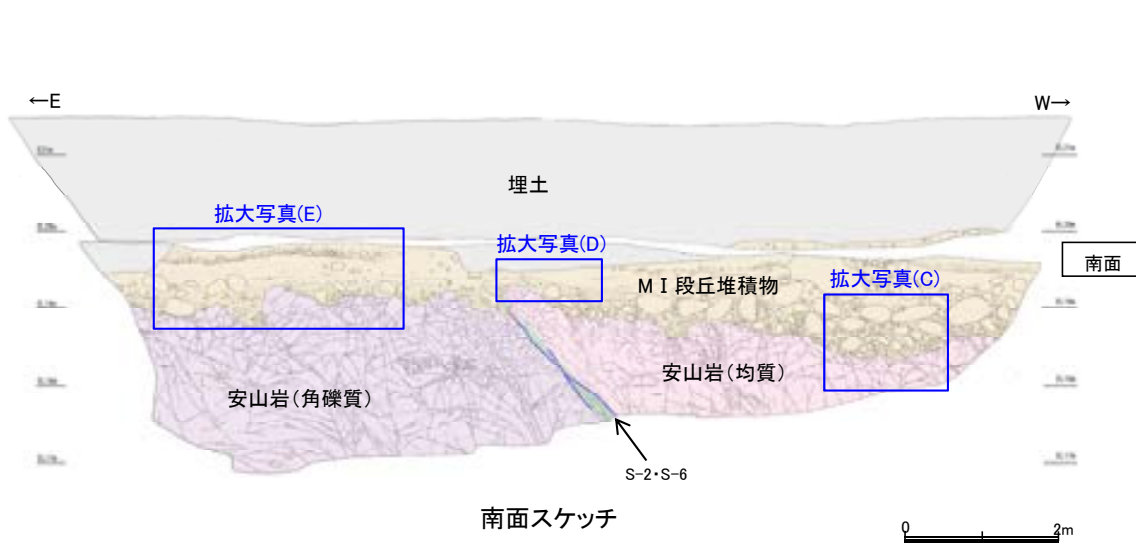 ←E
W→
埋土
拡大写真(E)
拡大写真(D)
南面
MⅠ段丘堆積物
拡大写真(C)
安山岩(均質)
安山岩(角礫質)
S-2・S-6
南面スケッチ
0
2m